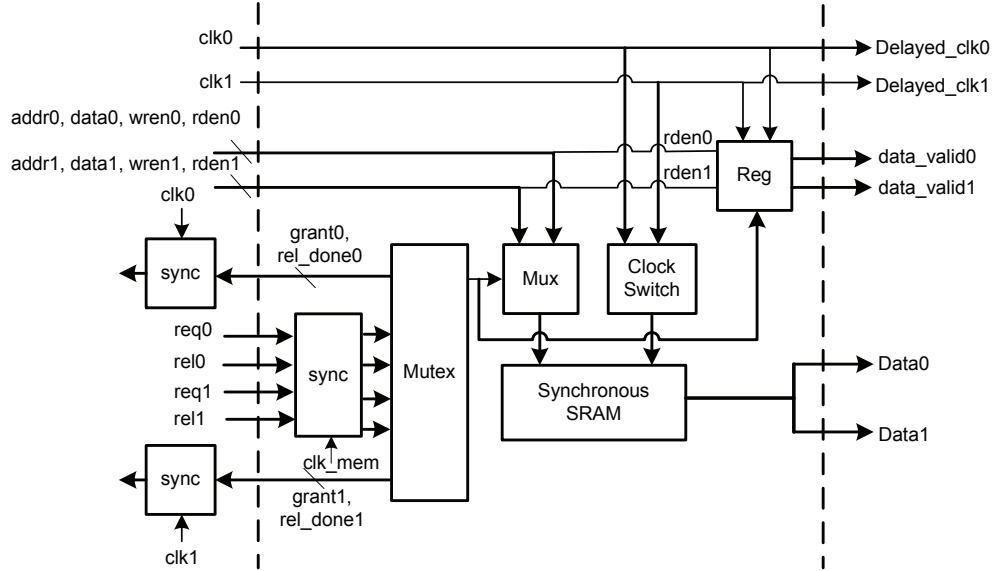 clk0
Delayed_clk0
clk1
Delayed_clk1
addr0, data0, wren0, rden0
rden0
addr1, data1, wren1, rden1
rden1
Reg
data_valid0
data_valid1
clk0
grant0,
rel_done0
sync
Mux
Clock
Switch
req0
rel0
req1
rel1
sync
Mutex
Synchronous
SRAM
Data0
Data1
clk_mem
sync
grant1,
rel_done1
clk1